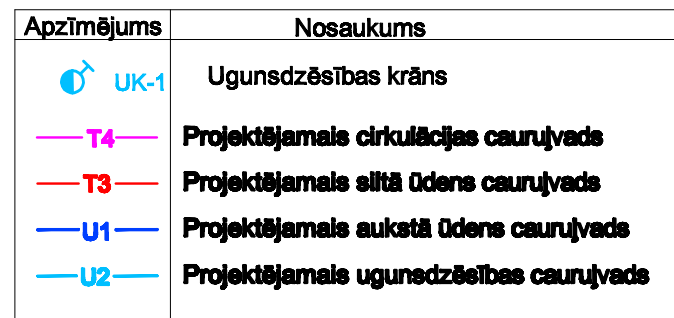 Apzīmējums Nosaukums
UK-1 Ugunsdzēsības krāns
T4 Projektējamais cirkulācijas cauruļvads
T3 Projektējamais siltā ūdens cauruļvads
U1 Projektējamais aukstā ūdens cauruļvads
U2 Projektējamais ugunsdzēsības cauruļvads